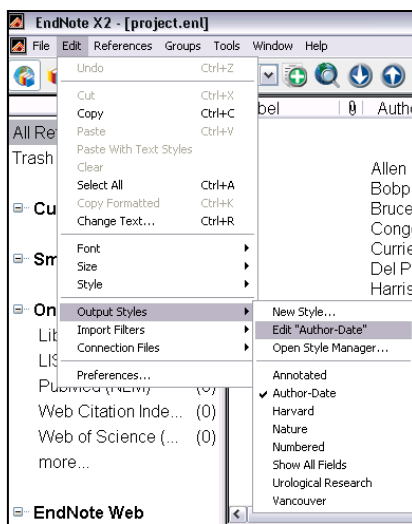 EndNote X2 - [project.enl]
File Edit References Groups Tools Window Help
Undo Ctrl+Z
Cut Ctrl+X
Copy Ctrl+C
Paste Ctrl+V
Paste With Text Styles
Clear
Select All Ctrl+A
Copy Formatted Ctrl+K
Change Text... Ctrl+R
Font
Size
Style
Output Styles
Import Filters
Connection Files
Preferences...
New Style...
Edit "Author-Date"
Open Style Manager...
Annotated
Author-Date
Harvard
Nature
Numbered
Show All Fields
Urological Research
Vancouver
bel Autho
All Re
Trash
Cu
Sm
On
Lib
LIS
PubMed (NLM) (0)
Web Citation Inde... (0)
Web of Science (... (0)
more...
EndNote Web
Allen
Bobp
Bruce
Cong
Currie
Del P
Harris